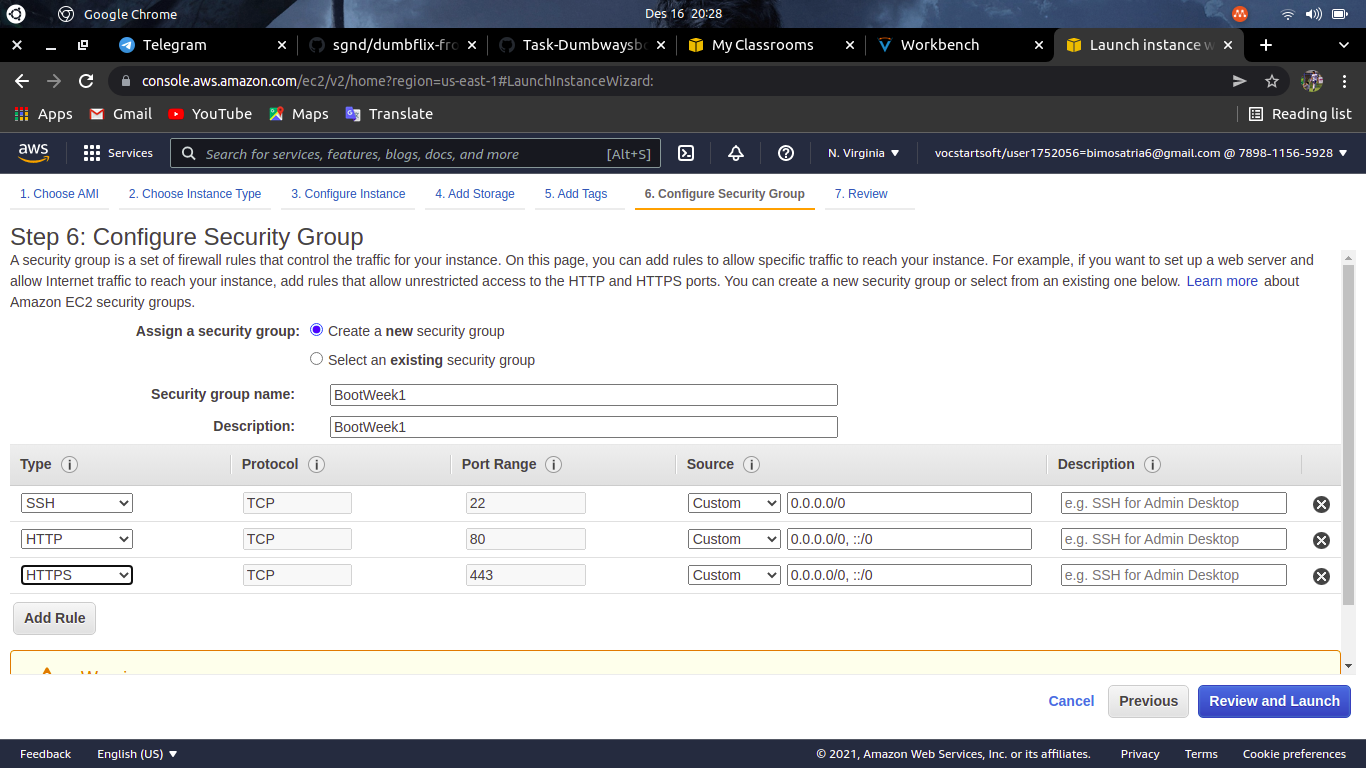 Google Chrome
Des 16 20:28
Telegram
sgnd/dumbflix-fro
Task-Dumbwaysbo
My Classrooms
Workbench
Launch instance w
console.aws.amazon.com/ec2/v2/home?region=us-east-1#LaunchInstanceWizard:
Apps
Gmail
YouTube
Maps
Translate
Reading list
aws
Services
Search for services, features, blogs, docs, and more
[Alt+S]
N. Virginia
vocstartsoft/user1752056=bimosatria6@gmail.com @ 7898-1156-5928
1. Choose AMI
2. Choose Instance Type
3. Configure Instance
4. Add Storage
5. Add Tags
6. Configure Security Group
7. Review
Step 6: Configure Security Group
A security group is a set of firewall rules that control the traffic for your instance. On this page, you can add rules to allow specific traffic to reach your instance. For example, if you want to set up a web server and
allow Internet traffic to reach your instance, add rules that allow unrestricted access to the HTTP and HTTPS ports. You can create a new security group or select from an existing one below. Learn more about
Amazon EC2 security groups.
Assign a security group:
Create a new security group
Select an existing security group
Security group name:
BootWeek1
Description:
BootWeek1
Type
Protocol
Port Range
Source
Description
SSH
TCP
22
Custom
0.0.0.0/0
e.g. SSH for Admin Desktop
HTTP
TCP
80
Custom
0.0.0.0/0, ::/0
e.g. SSH for Admin Desktop
HTTPS
TCP
443
Custom
0.0.0.0/0, ::/0
e.g. SSH for Admin Desktop
Add Rule
Cancel
Previous
Review and Launch
Feedback
English (US)
© 2021, Amazon Web Services, Inc. or its affiliates.
Privacy
Terms
Cookie preferences